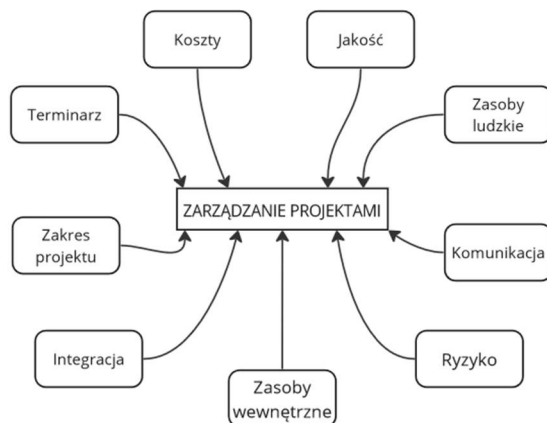 Koszty
Jakość
Terminarz
Zasoby
ludzkie
ZARZĄDZANIE PROJEKTAMI
Zakres
projektu
Komunikacja
Integracja
Zasoby
wewnętrzne
Ryzyko